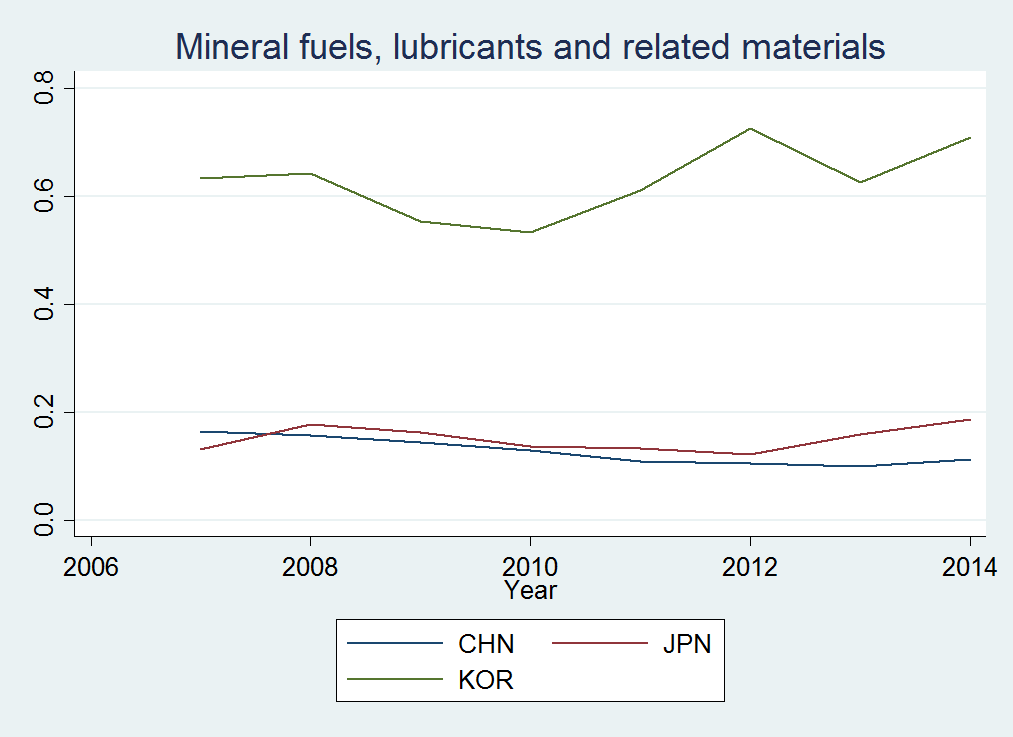 Mineral fuels, lubricants and related materials
0.8
0.6
0.4
0.2
0.0
2006 2008 2010 2012 2014
Year
CHN JPN
KOR